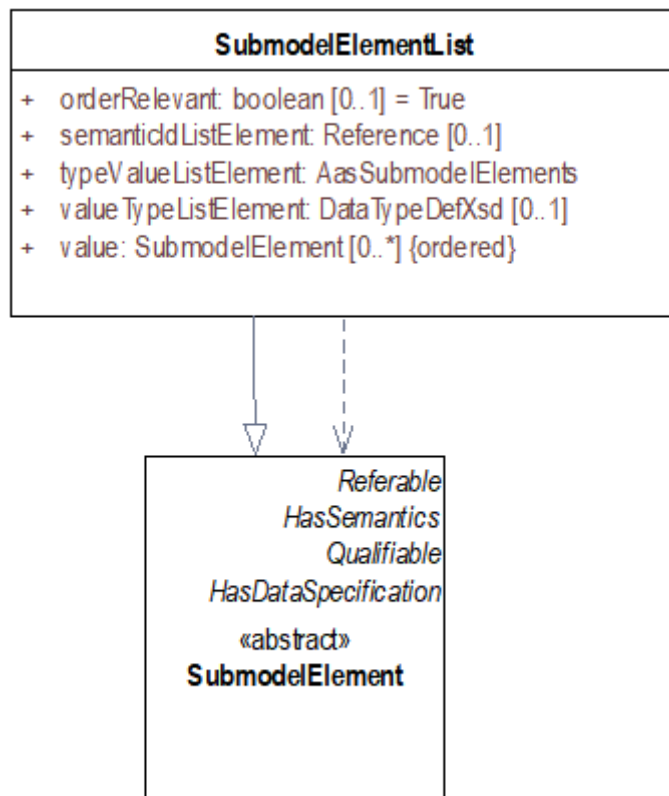 SubmodelElementList
+ orderRelevant: boolean [0..1] = True
+ semanticIdListElement: Reference [0..1]
+ typeValueListElement: AasSubmodelElements
+ valueTypeListElement: DataTypeDefXsd [0..1]
+ value: SubmodelElement [0..*] {ordered}
Referable
HasSemantics
Qualifiable
HasDataSpecification
«abstract»
SubmodelElement